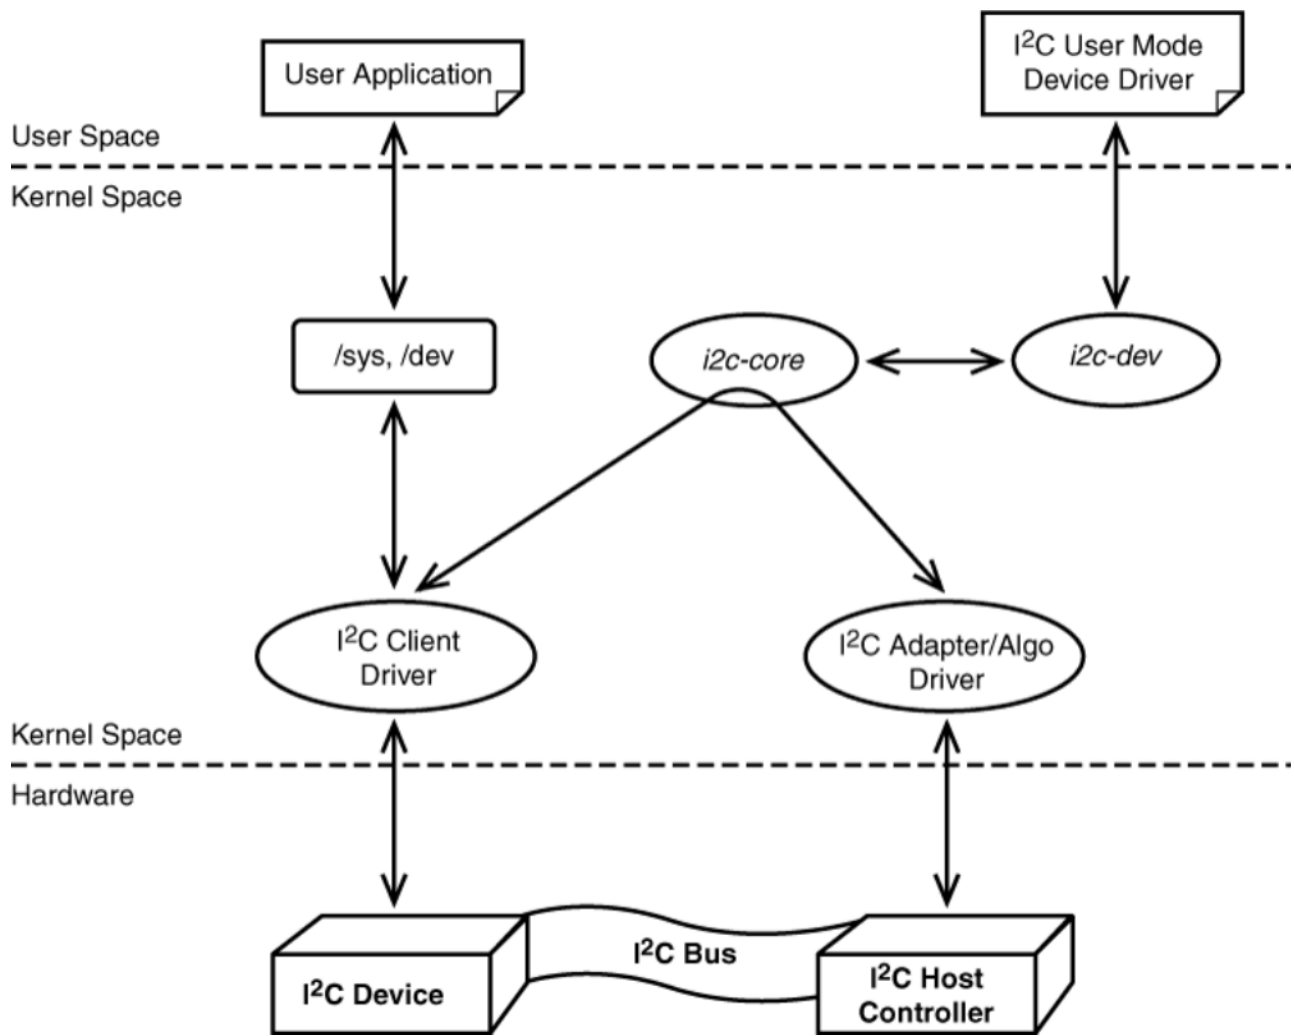 User Application
I²C User Mode
Device Driver
User Space
Kernel Space
/sys, /dev
i2c-core
i2c-dev
I²C Client
Driver
I²C Adapter/Algo
Driver
Kernel Space
Hardware
I²C Bus
I²C Device
I²C Host
Controller